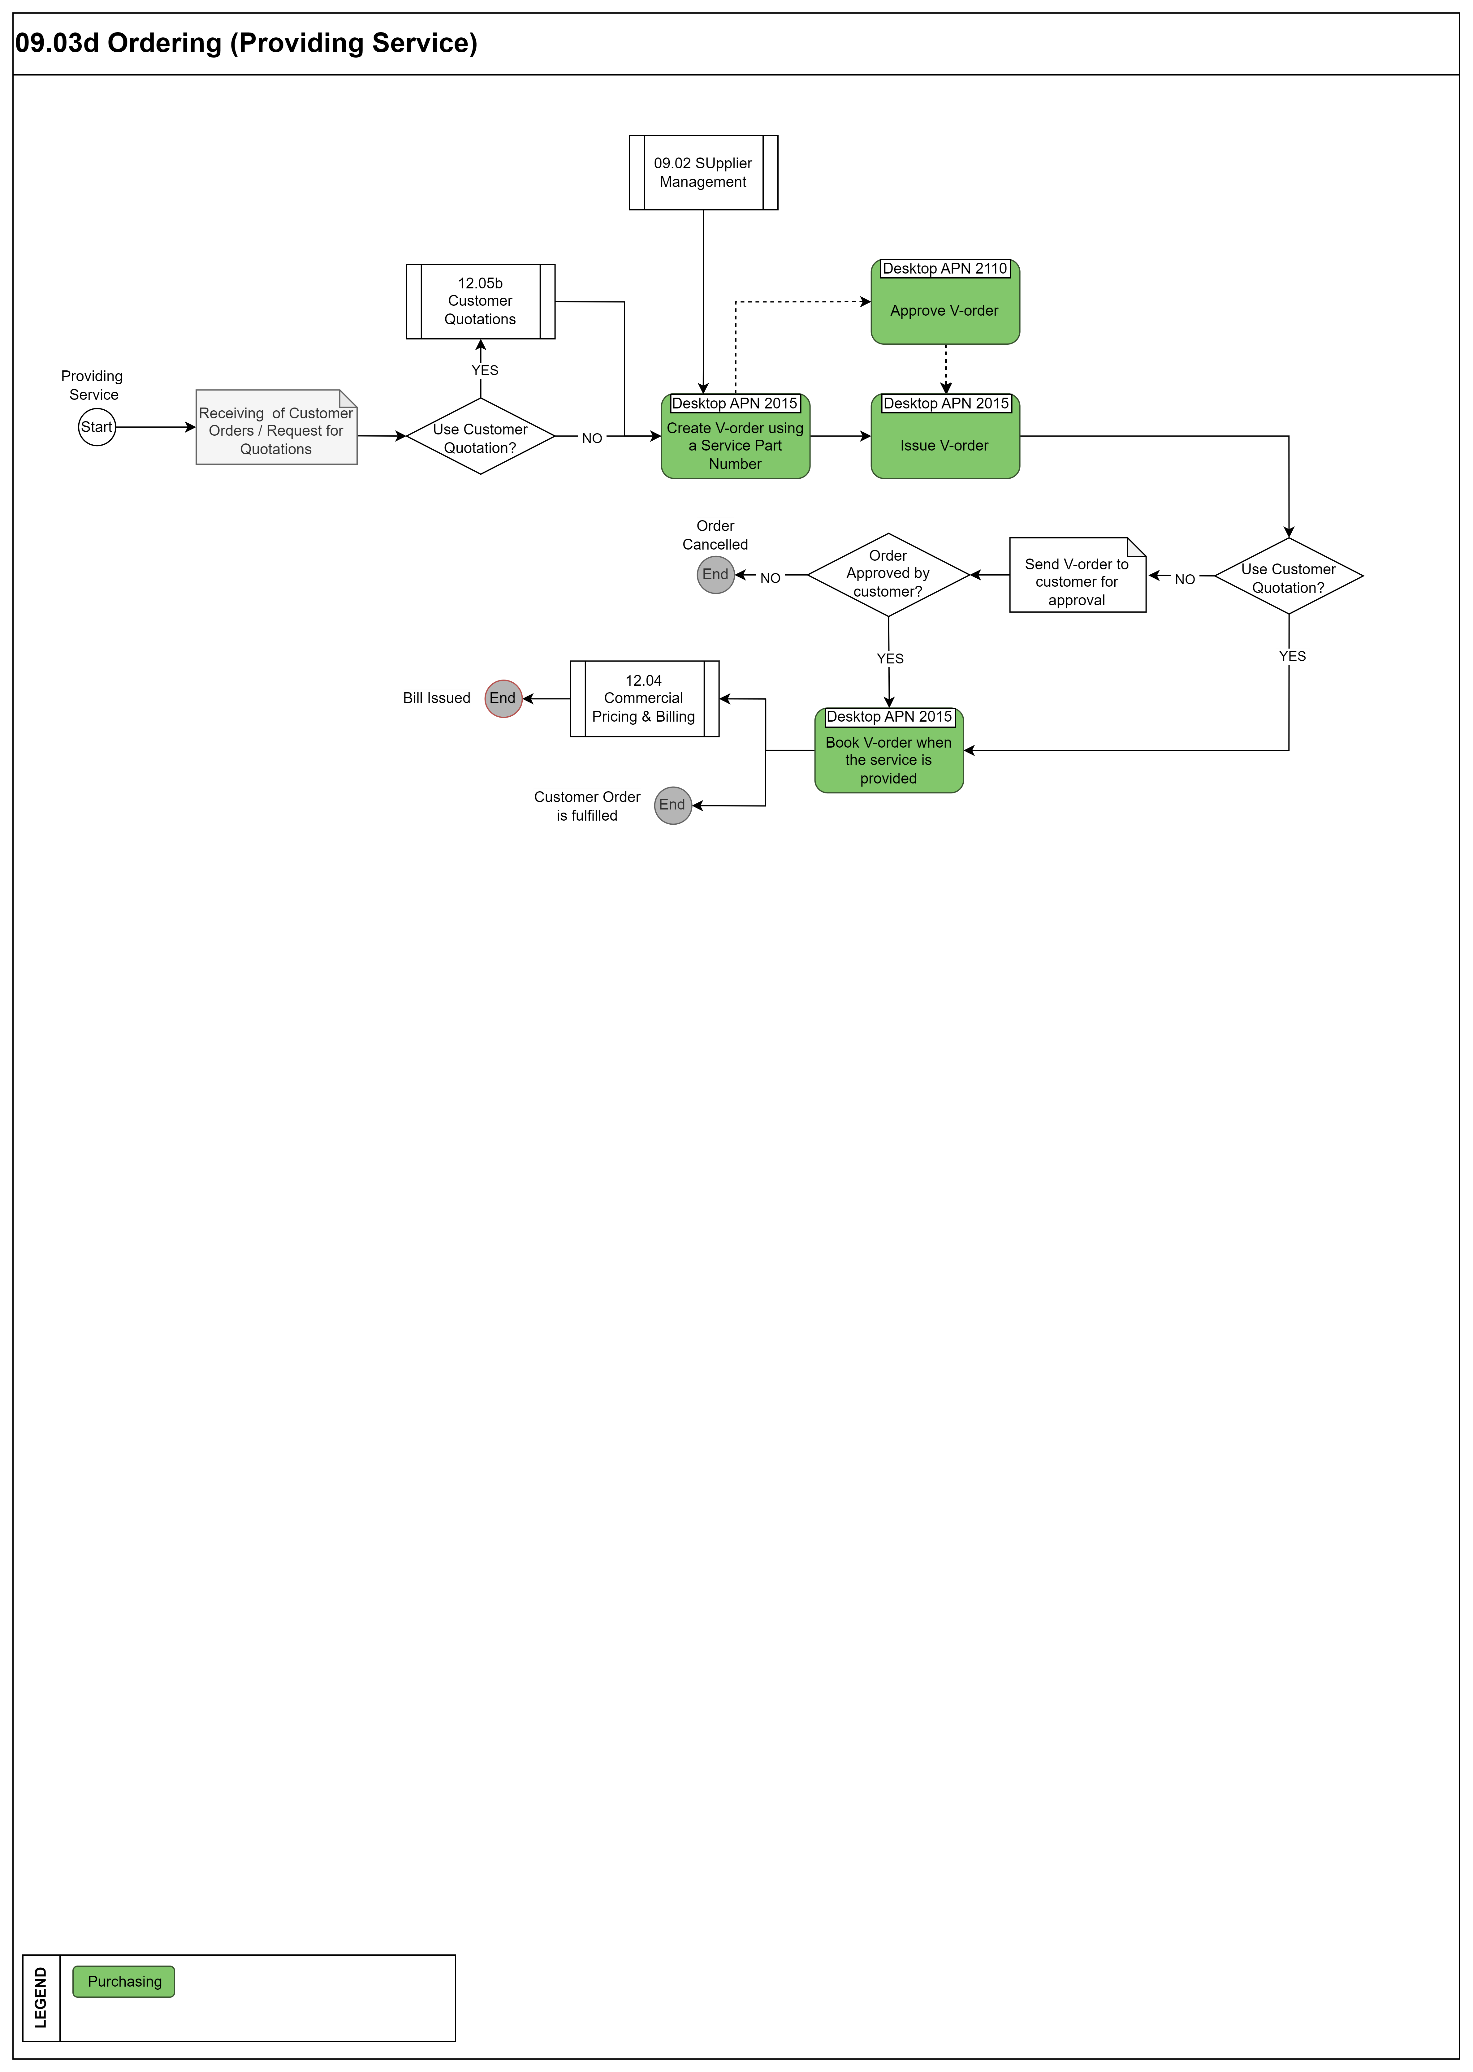 09.03d Ordering (Providing Service)
09.02 SUpplier
Management
12.05b
Customer
Quotations
Desktop APN 2110
Approve V-order
YES
Providing
Service
Start
Receiving  of Customer
Orders / Request for
Quotations
Use Customer
Quotation?
NO
Desktop APN 2015
Create V-order using
a Service Part
Number
Desktop APN 2015
Issue V-order
Order
Cancelled
End
NO
Order
Approved by
customer?
Send V-order to
customer for
approval
NO
Use Customer
Quotation?
YES
YES
Bill Issued
End
12.04
Commercial
Pricing & Billing
Desktop APN 2015
Book V-order when
the service is
provided
Customer Order
is fulfilled
End
LEGEND
Purchasing